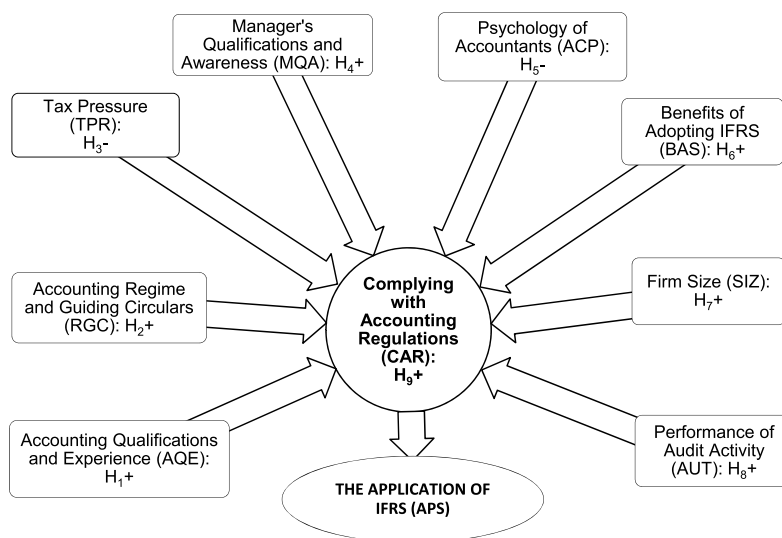 Manager's
Qualifications and
Awareness (MQA): H₄+
Psychology of
Accountants (ACP):
H₅-
Tax Pressure
(TPR):
H₃-
Benefits of
Adopting IFRS
(BAS): H₆+
Accounting Regime
and Guiding Circulars
(RGC): H₂+
Complying
with
Accounting
Regulations
(CAR):
H₉+
Firm Size (SIZ):
H₇+
Accounting Qualifications
and Experience (AQE):
H₁+
Performance of
Audit Activity
(AUT): H₈+
THE APPLICATION OF
IFRS (APS)